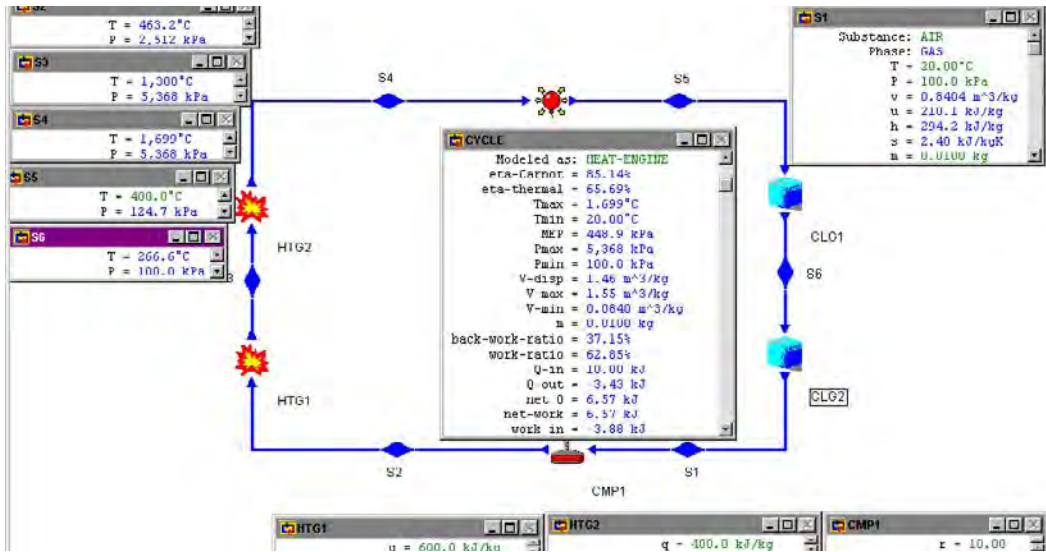 S2
T = 463.2°C
P = 2,512 kPa
S3
T = 1,300°C
P = 5,368 kPa
S4
T = 1,699°C
P = 5,368 kPa
S5
T = 400.0°C
P = 124.7 kPa
S6
T = 266.6°C
P = 100.0 kPa
S4
S5
S1
Substance: AIR
Phase: GAS
T = 20.00°C
P = 100.0 kPa
v = 0.8404 m^3/kg
u = 210.1 kJ/kg
h = 294.2 kJ/kg
s = 2.40 kJ/kgK
m = 0.0100 kg
CYCLE
Modeled as: HEAT-ENGINE
eta-Carnot = 85.14%
eta-thermal = 65.69%
Tmax = 1,699°C
Tmin = 20.00°C
MEP = 448.9 kPa
Pmax = 5,368 kPa
Pmin = 100.0 kPa
V-disp = 1.46 m^3/kg
V-max = 1.55 m^3/kg
V-min = 0.0840 m^3/kg
m = 0.0100 kg
back-work-ratio = 37.15%
work-ratio = 62.85%
Q-in = 10.00 kJ
Q-out = -3.43 kJ
net Q = 6.57 kJ
net-work = 6.57 kJ
work in = -3.88 kJ
HTG2
CLG1
S6
HTG1
CLG2
S2
S1
CMP1
HTG1
q = 600.0 kJ/kg
HTG2
q = 400.0 kJ/kg
CMP1
r = 10.00